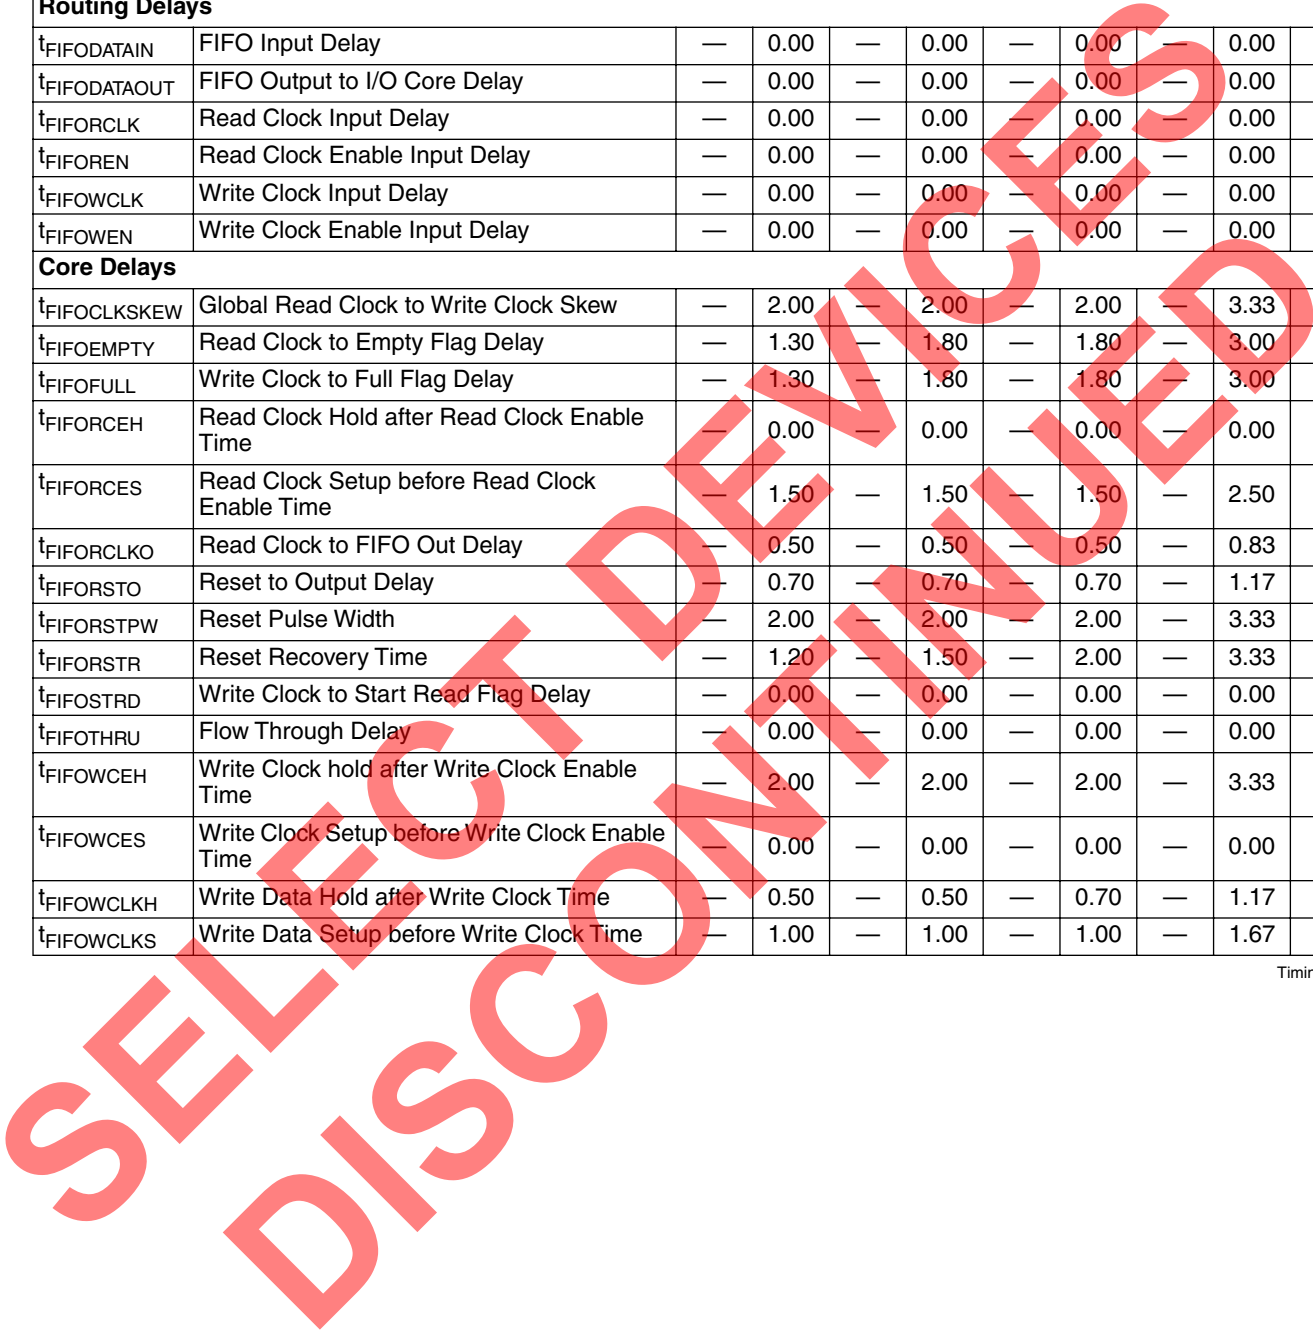 Routing Delays
tFIFODATAIN FIFO Input Delay — 0.00 — 0.00 — 0.00 — 0.00
tFIFODATAOUT FIFO Output to I/O Core Delay — 0.00 — 0.00 — 0.00 — 0.00
tFIFORCLK Read Clock Input Delay — 0.00 — 0.00 — 0.00 — 0.00
tFIFOREN Read Clock Enable Input Delay — 0.00 — 0.00 — 0.00 — 0.00
tFIFOWCLK Write Clock Input Delay — 0.00 — 0.00 — 0.00 — 0.00
tFIFOWEN Write Clock Enable Input Delay — 0.00 — 0.00 — 0.00 — 0.00
Core Delays
tFIFOCLKSKEW Global Read Clock to Write Clock Skew — 2.00 — 2.00 — 2.00 — 3.33
tFIFOEMPTY Read Clock to Empty Flag Delay — 1.30 — 1.80 — 1.80 — 3.00
tFIFOFULL Write Clock to Full Flag Delay — 1.30 — 1.80 — 1.80 — 3.00
tFIFORCEH Read Clock Hold after Read Clock Enable
Time — 0.00 — 0.00 — 0.00 — 0.00
tFIFORCES Read Clock Setup before Read Clock
Enable Time — 1.50 — 1.50 — 1.50 — 2.50
tFIFORCLKO Read Clock to FIFO Out Delay — 0.50 — 0.50 — 0.50 — 0.83
tFIFORSTO Reset to Output Delay — 0.70 — 0.70 — 0.70 — 1.17
tFIFORSTPW Reset Pulse Width — 2.00 — 2.00 — 2.00 — 3.33
tFIFORSTR Reset Recovery Time — 1.20 — 1.50 — 2.00 — 3.33
tFIFOSTRD Write Clock to Start Read Flag Delay — 0.00 — 0.00 — 0.00 — 0.00
tFIFOTHRU Flow Through Delay — 0.00 — 0.00 — 0.00 — 0.00
tFIFOWCEH Write Clock hold after Write Clock Enable
Time — 2.00 — 2.00 — 2.00 — 3.33
tFIFOWCES Write Clock Setup before Write Clock Enable
Time — 0.00 — 0.00 — 0.00 — 0.00
tFIFOWCLKH Write Data Hold after Write Clock Time — 0.50 — 0.50 — 0.70 — 1.17
tFIFOWCLKS Write Data Setup before Write Clock Time — 1.00 — 1.00 — 1.00 — 1.67
SELECT DEVICES
DISCONTINUED